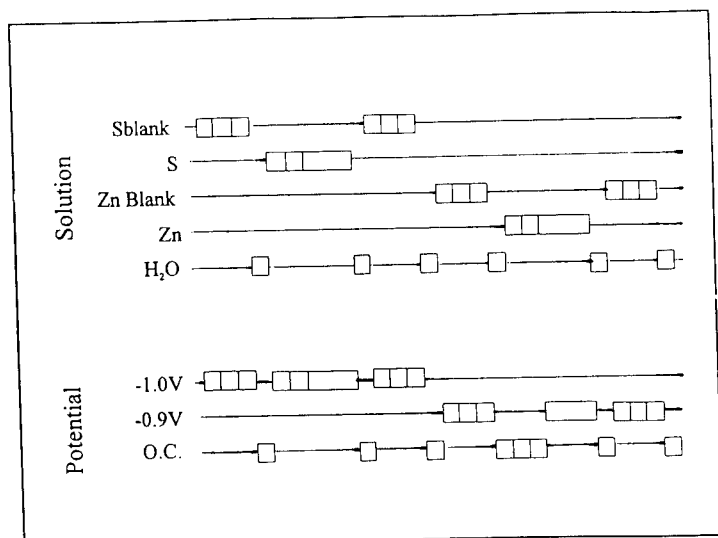 Solution
Sblank
S
Zn Blank
Zn
H₂O
Potential
-1.0V
-0.9V
O.C.